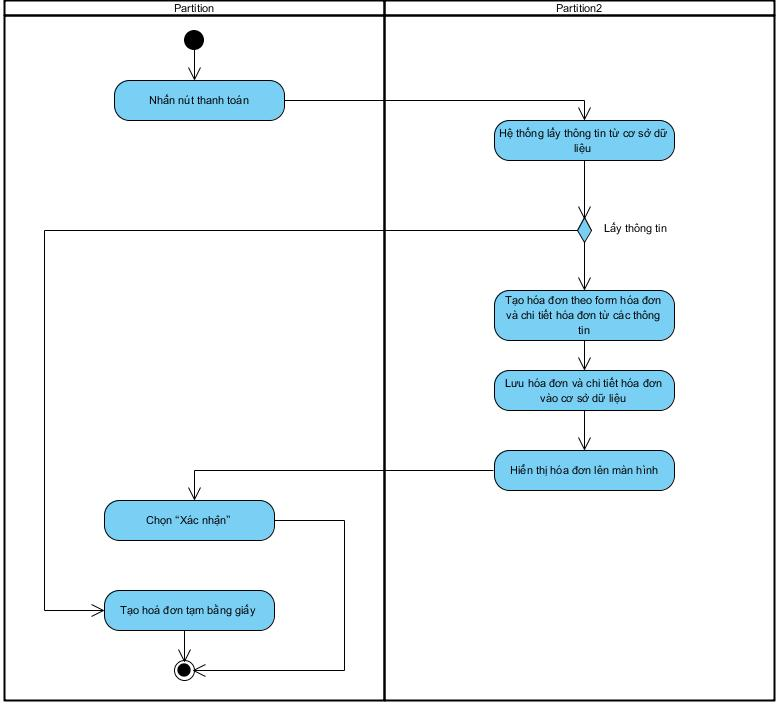 Partition
Partition2
Nhấn nút thanh toán
Hệ thống lấy thông tin từ cơ sở dữ
liệu
Lấy thông tin
Tạo hóa đơn theo form hóa đơn
và chi tiết hóa đơn từ các thông
tin
Lưu hóa đơn và chi tiết hóa đơn
vào cơ sở dữ liệu
Hiển thị hóa đơn lên màn hình
Chọn “Xác nhận”
Tạo hoá đơn tạm bằng giấy